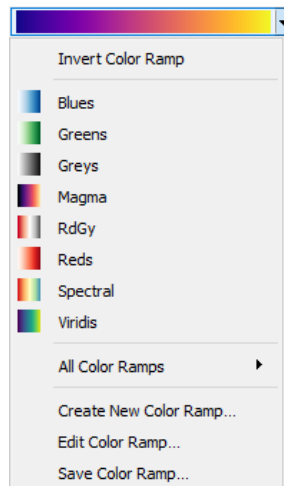 Invert Color Ramp
Blues
Greens
Greys
Magma
RdGy
Reds
Spectral
Viridis
All Color Ramps
Create New Color Ramp...
Edit Color Ramp...
Save Color Ramp...